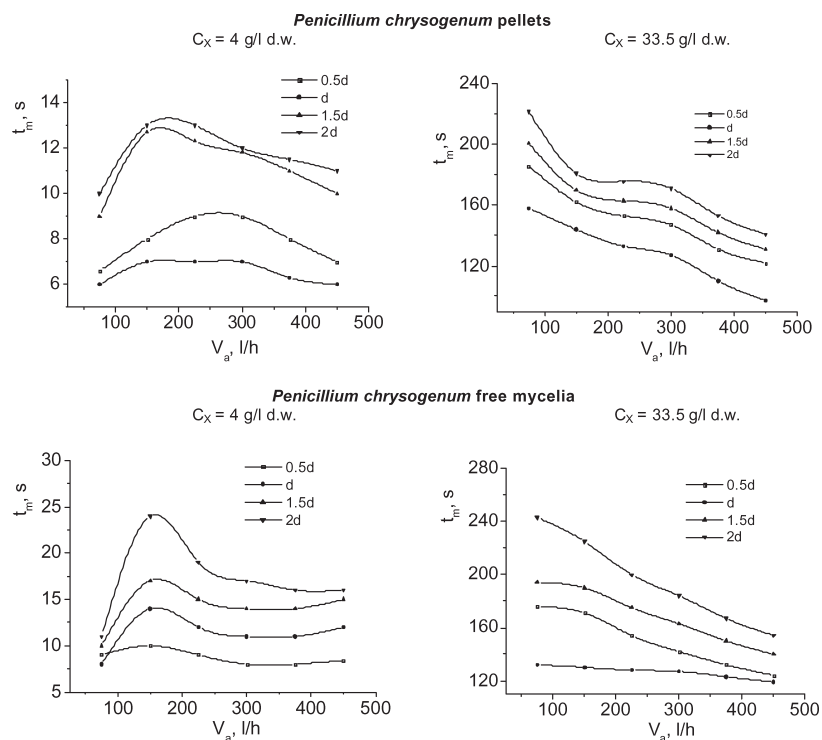 Penicillium chrysogenum pellets
C_X = 4 g/l d.w.
C_X = 33.5 g/l d.w.
t_m, s
14
12
10
8
6
100 200 300 400 500
V_a, l/h
0.5d
d
1.5d
2d
t_m, s
240
200
160
120
100 200 300 400 500
V_a, l/h
0.5d
d
1.5d
2d
Penicillium chrysogenum free mycelia
C_X = 4 g/l d.w.
C_X = 33.5 g/l d.w.
t_m, s
30
25
20
15
10
5
100 200 300 400 500
V_a, l/h
0.5d
d
1.5d
2d
t_m, s
280
240
200
160
120
100 200 300 400 500
V_a, l/h
0.5d
d
1.5d
2d